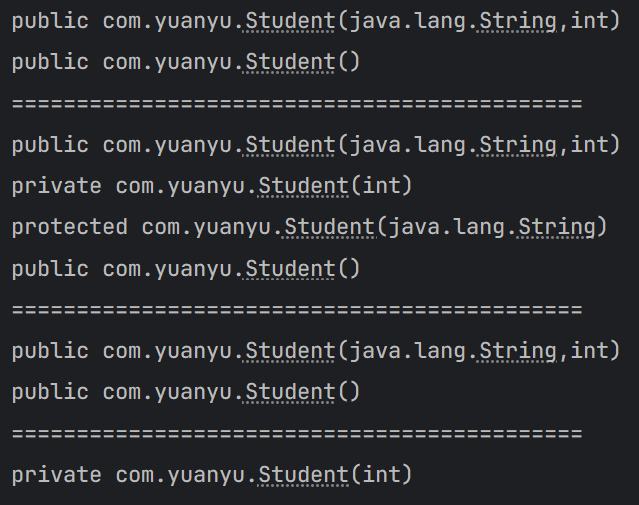 public com.yuanyu.Student(java.lang.String,int)
public com.yuanyu.Student()
============================================
public com.yuanyu.Student(java.lang.String,int)
private com.yuanyu.Student(int)
protected com.yuanyu.Student(java.lang.String)
public com.yuanyu.Student()
============================================
public com.yuanyu.Student(java.lang.String,int)
public com.yuanyu.Student()
============================================
private com.yuanyu.Student(int)